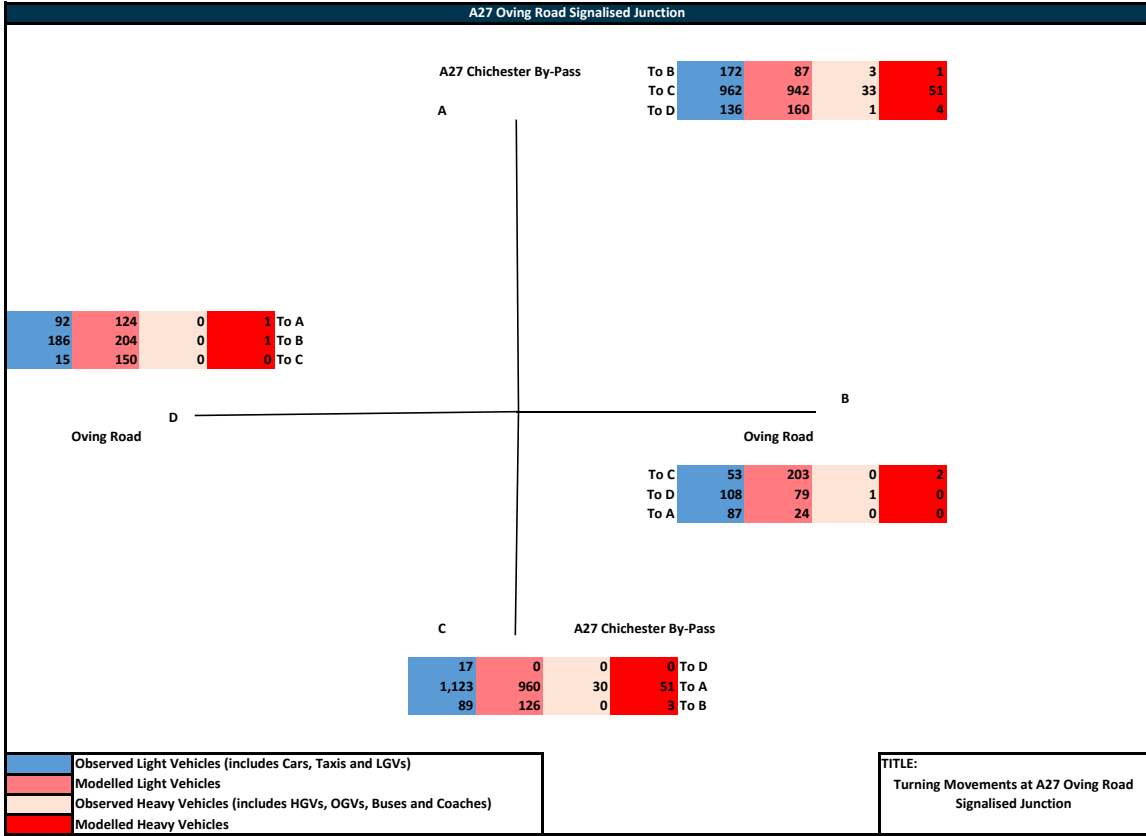 A27 Oving Road Signalised Junction
A27 Chichester By-Pass
A
To B 172 87 3 1
To C 962 942 33 51
To D 136 160 1 4
92 124 0 1 To A
186 204 0 1 To B
15 150 0 0 To C
D
Oving Road
B
Oving Road
To C 53 203 0 2
To D 108 79 1 0
To A 87 24 0 0
C
A27 Chichester By-Pass
17 0 0 0 To D
1,123 960 30 51 To A
89 126 0 3 To B
Observed Light Vehicles (includes Cars, Taxis and LGVs)
Modelled Light Vehicles
Observed Heavy Vehicles (includes HGVs, OGVs, Buses and Coaches)
Modelled Heavy Vehicles
TITLE:
Turning Movements at A27 Oving Road
Signalised Junction